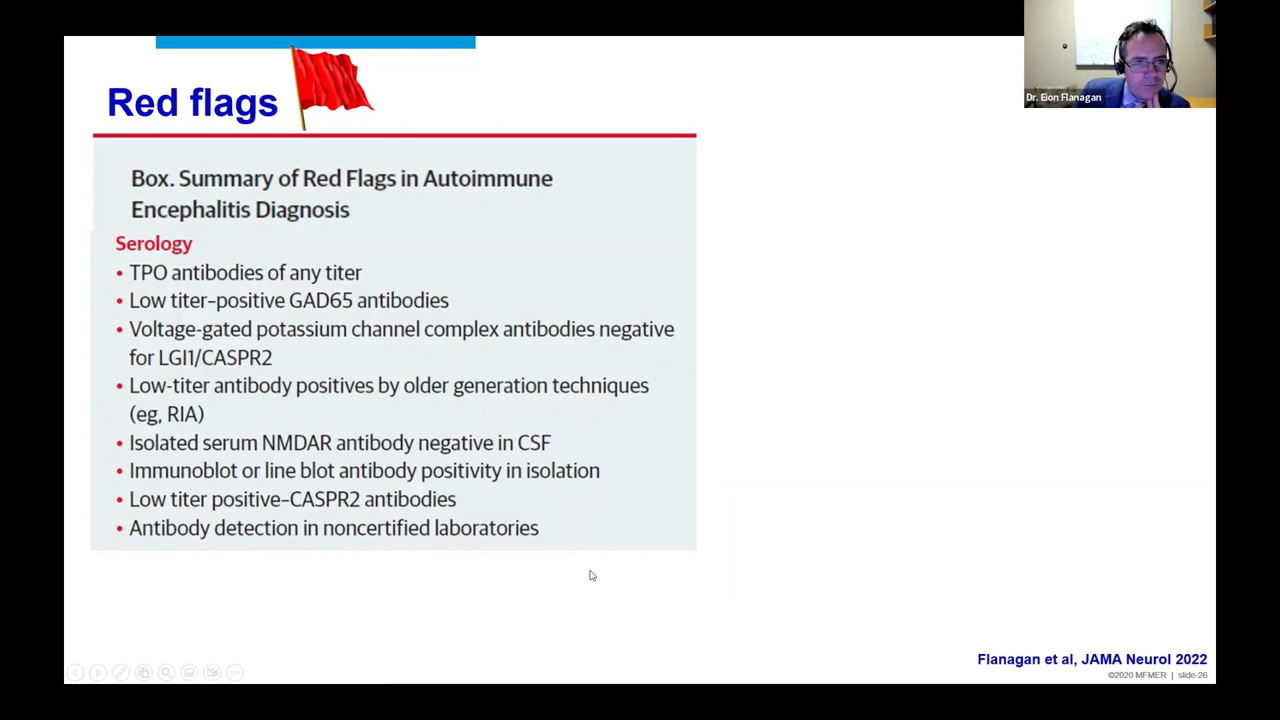 Red flags
Dr. Eion Flanagan
Box. Summary of Red Flags in Autoimmune
Encephalitis Diagnosis
Serology
• TPO antibodies of any titer
• Low titer–positive GAD65 antibodies
• Voltage-gated potassium channel complex antibodies negative
for LGI1/CASPR2
• Low-titer antibody positives by older generation techniques
(eg, RIA)
• Isolated serum NMDAR antibody negative in CSF
• Immunoblot or line blot antibody positivity in isolation
• Low titer positive–CASPR2 antibodies
• Antibody detection in noncertified laboratories
Flanagan et al, JAMA Neurol 2022
©2020 MFMER | slide-26